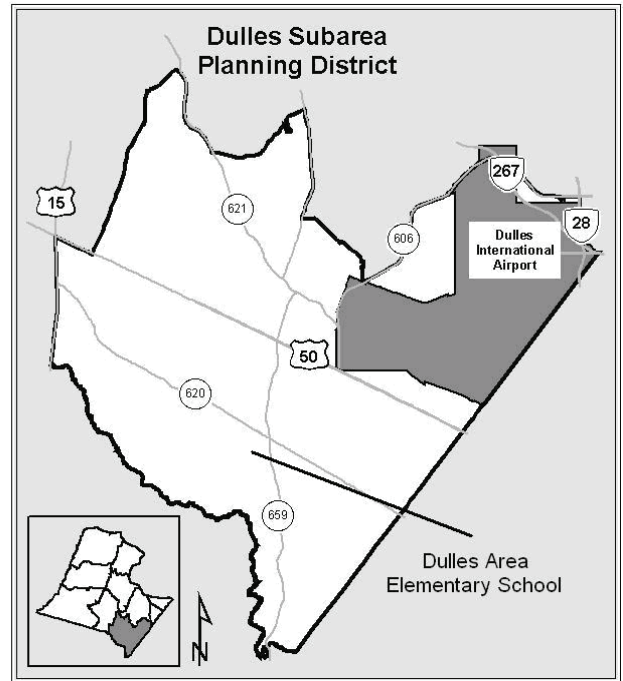 Dulles Subarea
Planning District
267
15
621
28
606
Dulles
International
Airport
50
620
659
Dulles Area
Elementary School
N